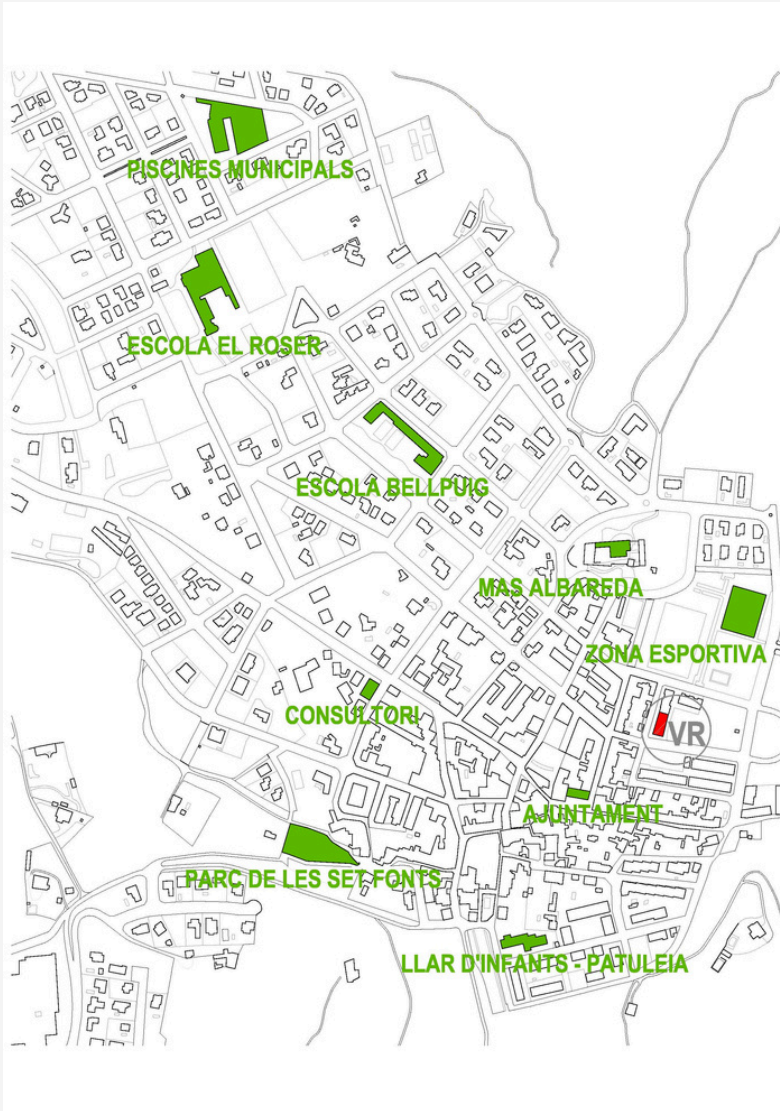 PISCINES MUNICIPALS
ESCOLA EL ROSER
ESCOLA BELLPUIG
MAS ALBAREDA
ZONA ESPORTIVA
CONSULTORI
VR
AJUNTAMENT
PARC DE LES SET FONTS
LLAR D'INFANTS - PATULEIA